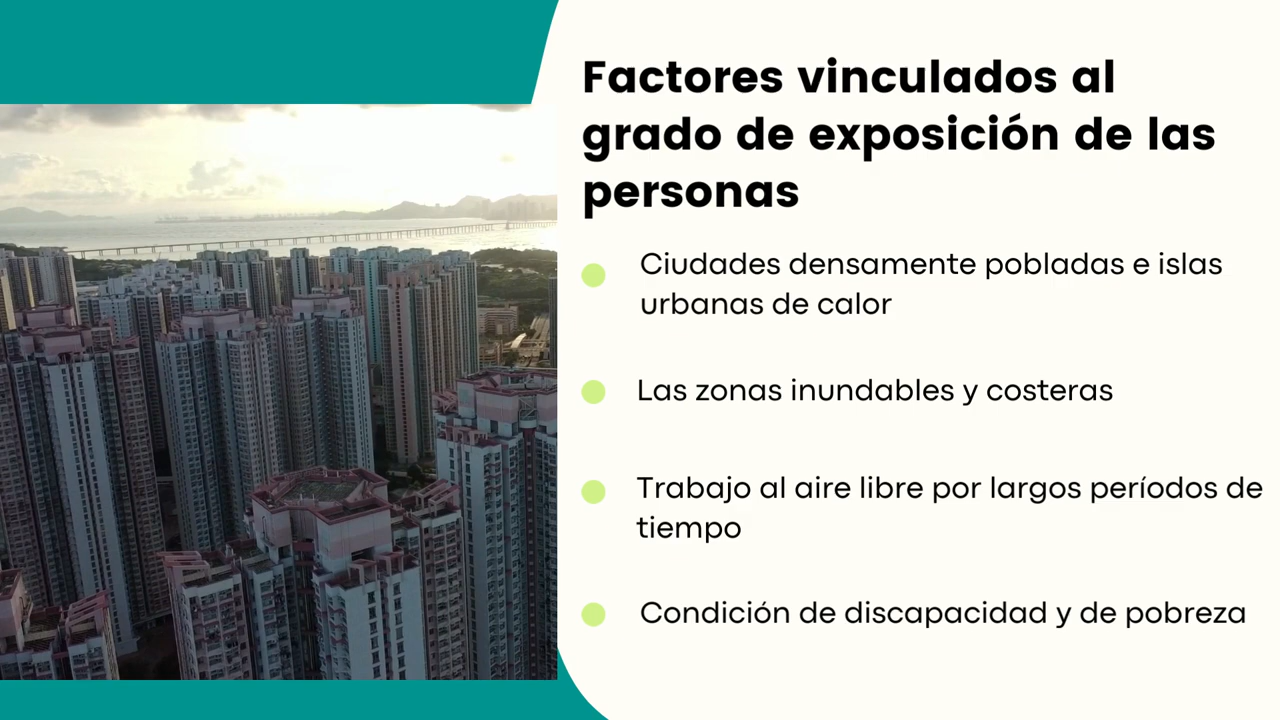 Factores vinculados al
grado de exposición de las
personas
Ciudades densamente pobladas e islas
urbanas de calor
Las zonas inundables y costeras
Trabajo al aire libre por largos períodos de
tiempo
Condición de discapacidad y de pobreza